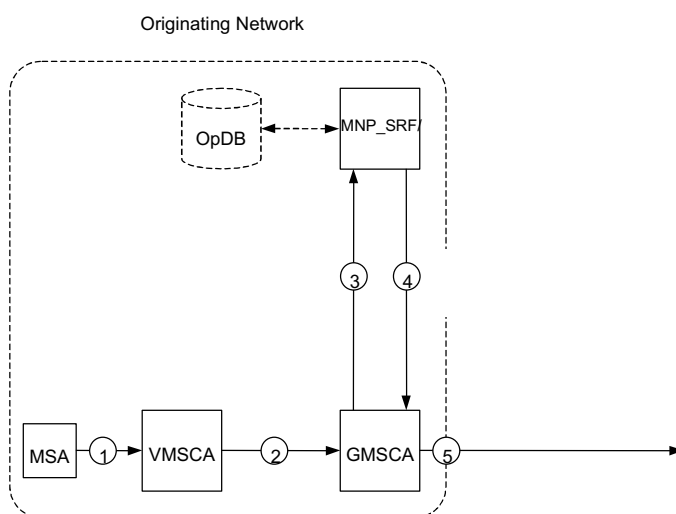 Originating Network
OpDB
MNP_SRF/
3
4
MSA
1
VMSCA
2
GMSCA
5